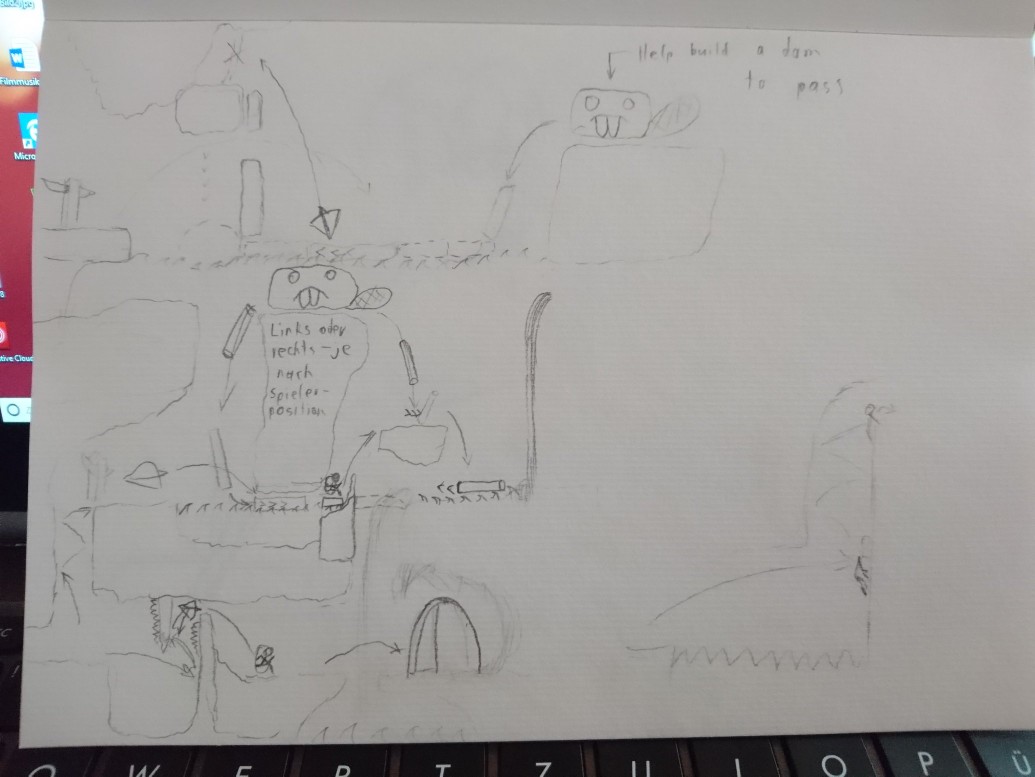 Help build a dam
to pass
Links oder
rechts - je
nach
Spieler-
position
Filmmusik
Micro
tive Cloud
Q W E R T Z U I O P Ü